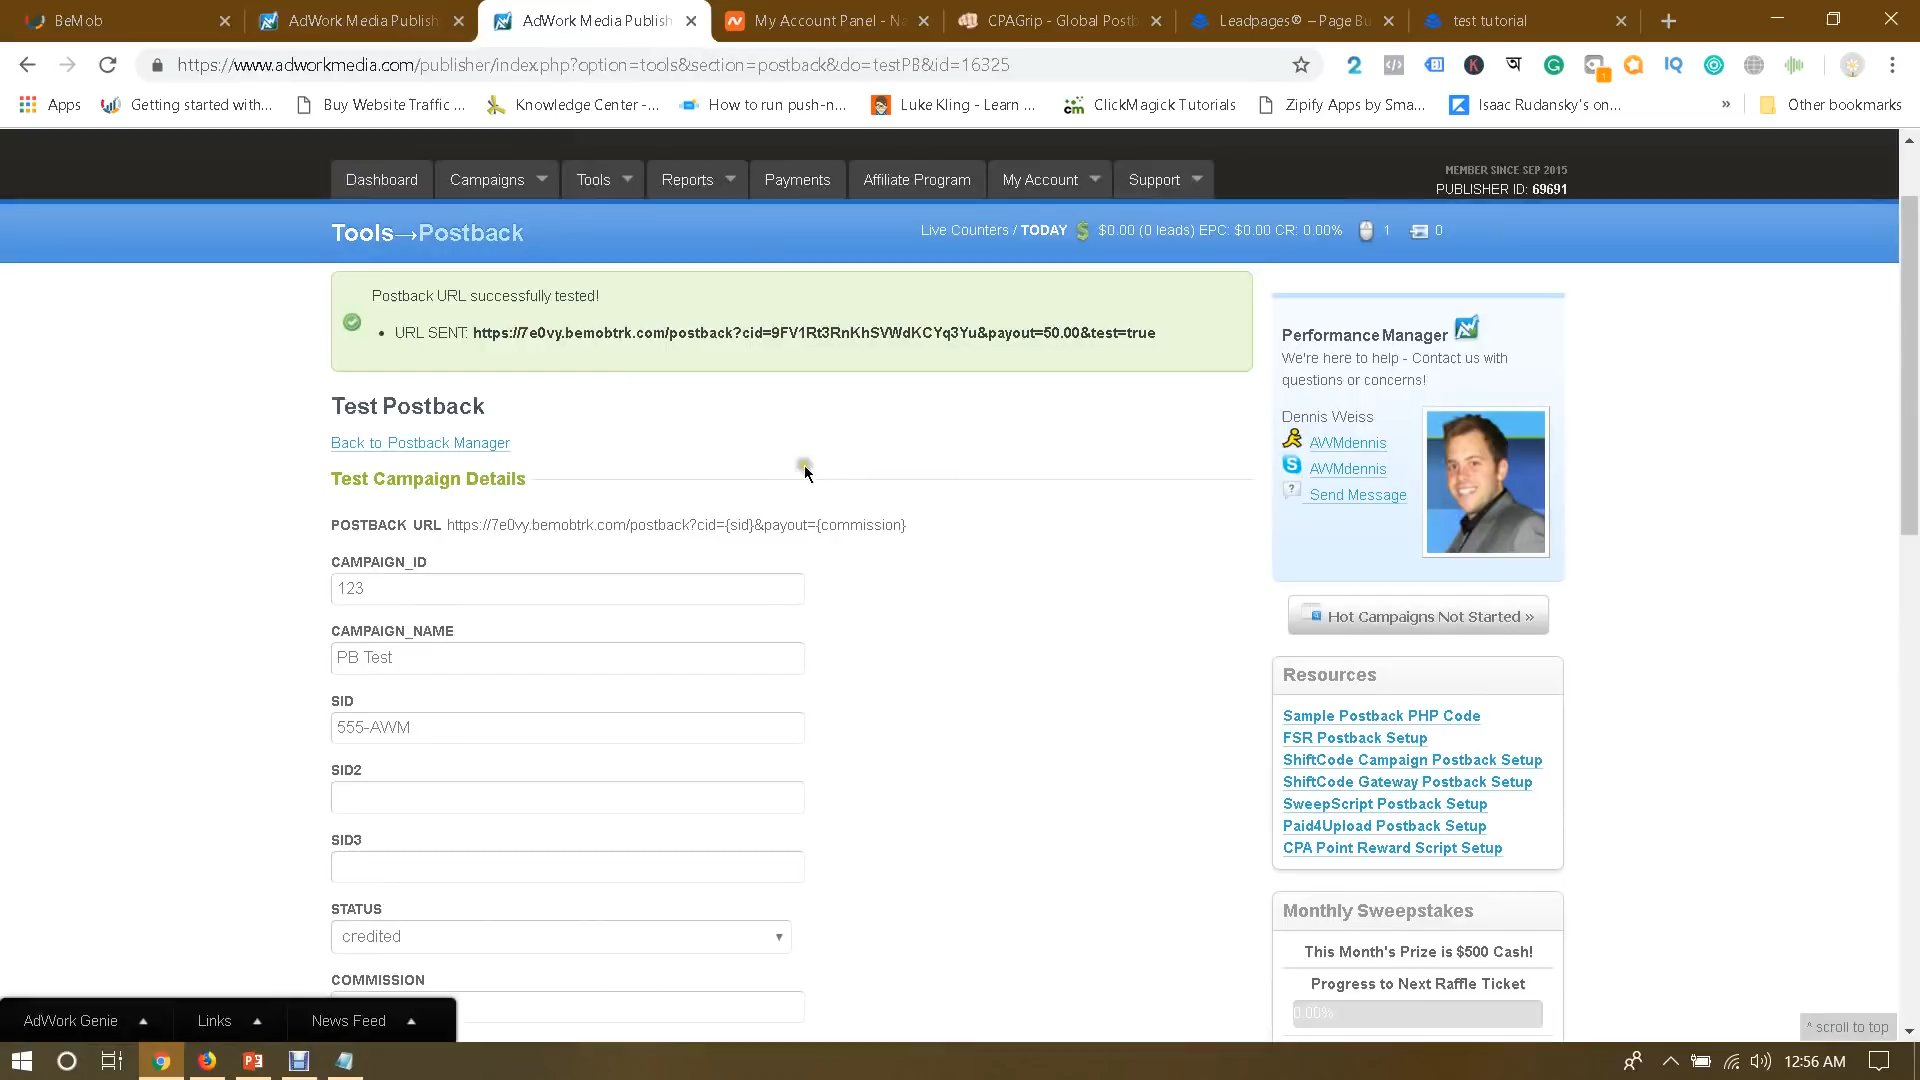 BeMob
AdWork Media Publish
AdWork Media Publish
My Account Panel - Na
CPAGrip - Global Postb
Leadpages® – Page Bu
test tutorial
https://www.adworkmedia.com/publisher/index.php?option=tools&section=postback&do=testPB&id=16325
Apps
Getting started with...
Buy Website Traffic ...
Knowledge Center -...
How to run push-n...
Luke Kling - Learn ...
ClickMagick Tutorials
Zipify Apps by Sma...
Isaac Rudansky's on...
»
Other bookmarks
Dashboard
Campaigns
Tools
Reports
Payments
Affiliate Program
My Account
Support
MEMBER SINCE SEP 2015
PUBLISHER ID: 69691
Tools→Postback
Live Counters / TODAY $0.00 (0 leads) EPC: $0.00 CR: 0.00% 1 0
Postback URL successfully tested!
• URL SENT: https://7e0vy.bemobtrk.com/postback?cid=9FV1Rt3RnKhSVWdKCYq3Yu&payout=50.00&test=true
Test Postback
Back to Postback Manager
Test Campaign Details
POSTBACK URL https://7e0vy.bemobtrk.com/postback?cid={sid}&payout={commission}
CAMPAIGN_ID
123
CAMPAIGN_NAME
PB Test
SID
555-AWM
SID2
SID3
STATUS
credited
COMMISSION
Performance Manager
We're here to help - Contact us with
questions or concerns!
Dennis Weiss
AWMdennis
AWMdennis
Send Message
Hot Campaigns Not Started »
Resources
Sample Postback PHP Code
FSR Postback Setup
ShiftCode Campaign Postback Setup
ShiftCode Gateway Postback Setup
SweepScript Postback Setup
Paid4Upload Postback Setup
CPA Point Reward Script Setup
Monthly Sweepstakes
This Month's Prize is $500 Cash!
Progress to Next Raffle Ticket
0.00%
^ scroll to top
AdWork Genie
Links
News Feed
12:56 AM